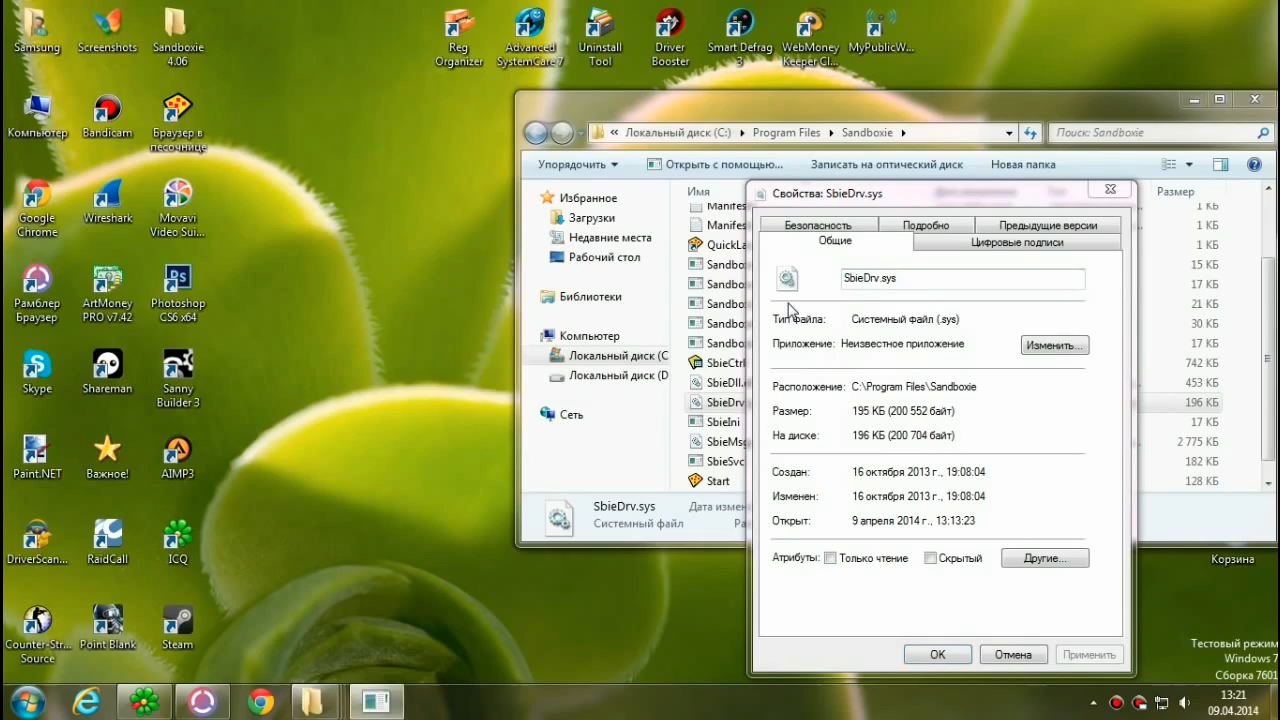 Samsung
Screenshots
Sandboxie
4.06
Reg
Organizer
Advanced
SystemCare 7
Uninstall
Tool
Driver
Booster
Smart Defrag
3
WebMoney
Keeper Cl...
MyPublicW...
Компьютер
Bandicam
Браузер в
песочнице
Google
Chrome
Wireshark
Movavi
Video Sui...
Рамблер
Браузер
ArtMoney
PRO v7.42
Photoshop
CS6 x64
Skype
Shareman
Sanny
Builder 3
Paint.NET
Важное!
AIMP3
DriverScan...
RaidCall
ICQ
Counter-Str...
Source
Point Blank
Steam
« Локальный диск (C:) Program Files Sandboxie
Поиск: Sandboxie
Упорядочить
Открыть с помощью...
Записать на оптический диск
Новая папка
Избранное
Загрузки
Недавние места
Рабочий стол
Библиотеки
Компьютер
Локальный диск (C
Локальный диск (D
Сеть
Имя
Размер
Manifes
1 КБ
Manifes
1 КБ
QuickLa
1 КБ
Sandbo
15 КБ
Sandbo
17 КБ
Sandbo
21 КБ
Sandbo
30 КБ
Sandbo
17 КБ
SbieCtrl
742 КБ
SbieDll.
453 КБ
SbieDrv
196 КБ
SbieIni
17 КБ
SbieMsg
2 775 КБ
SbieSvc
182 КБ
Start
128 КБ
SbieDrv.sys
Дата измен
Системный файл
Ра
Свойства: SbieDrv.sys
Безопасность
Подробно
Предыдущие версии
Общие
Цифровые подписи
SbieDrv.sys
Тип файла: Системный файл (.sys)
Приложение: Неизвестное приложение
Изменить...
Расположение: C:\Program Files\Sandboxie
Размер: 195 КБ (200 552 байт)
На диске: 196 КБ (200 704 байт)
Создан: 16 октября 2013 г., 19:08:04
Изменен: 16 октября 2013 г., 19:08:04
Открыт: 9 апреля 2014 г., 13:13:23
Атрибуты: Только чтение Скрытый
Другие...
OK
Отмена
Применить
Корзина
Тестовый режим
Windows 7
Сборка 7601
13:21
09.04.2014